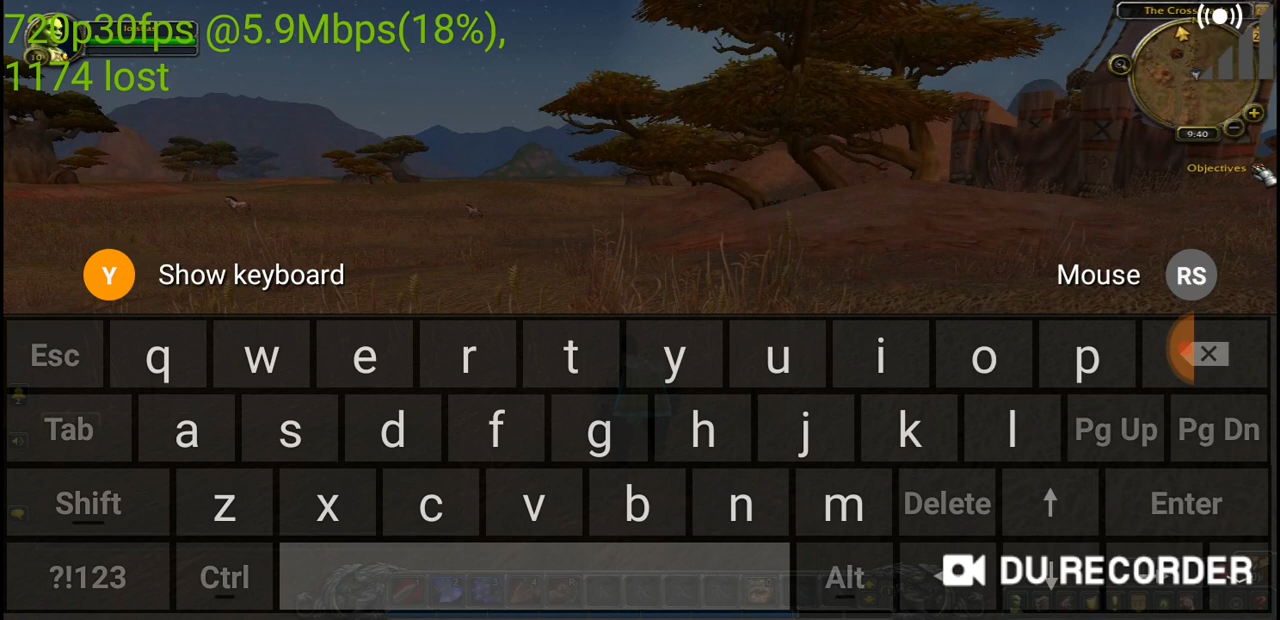 720p30fps @5.9Mbps(18%),
1174 lost
The Cross
9:40
Objectives
Y Show keyboard
Mouse RS
Esc q w e r t y u i o p
Tab a s d f g h j k l Pg Up Pg Dn
Shift z x c v b n m Delete ↑ Enter
?!123 Ctrl Alt
DU RECORDER